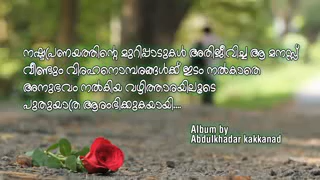 നഷ്ടപ്രണയത്തിന്റെ മുറിപ്പാടുകൾ അതിജീവിച്ച് ആ മനസ്സ്
വീണ്ടും വിരഹനൊമ്പരങ്ങൾക്ക് ഇടം നൽകാതെ
അനുഭവം നൽകിയ വഴിത്താരയിലൂടെ
പുതുയാത്ര ആരംഭിക്കുകയായി....
Album by
Abdulkhadar kakkanad